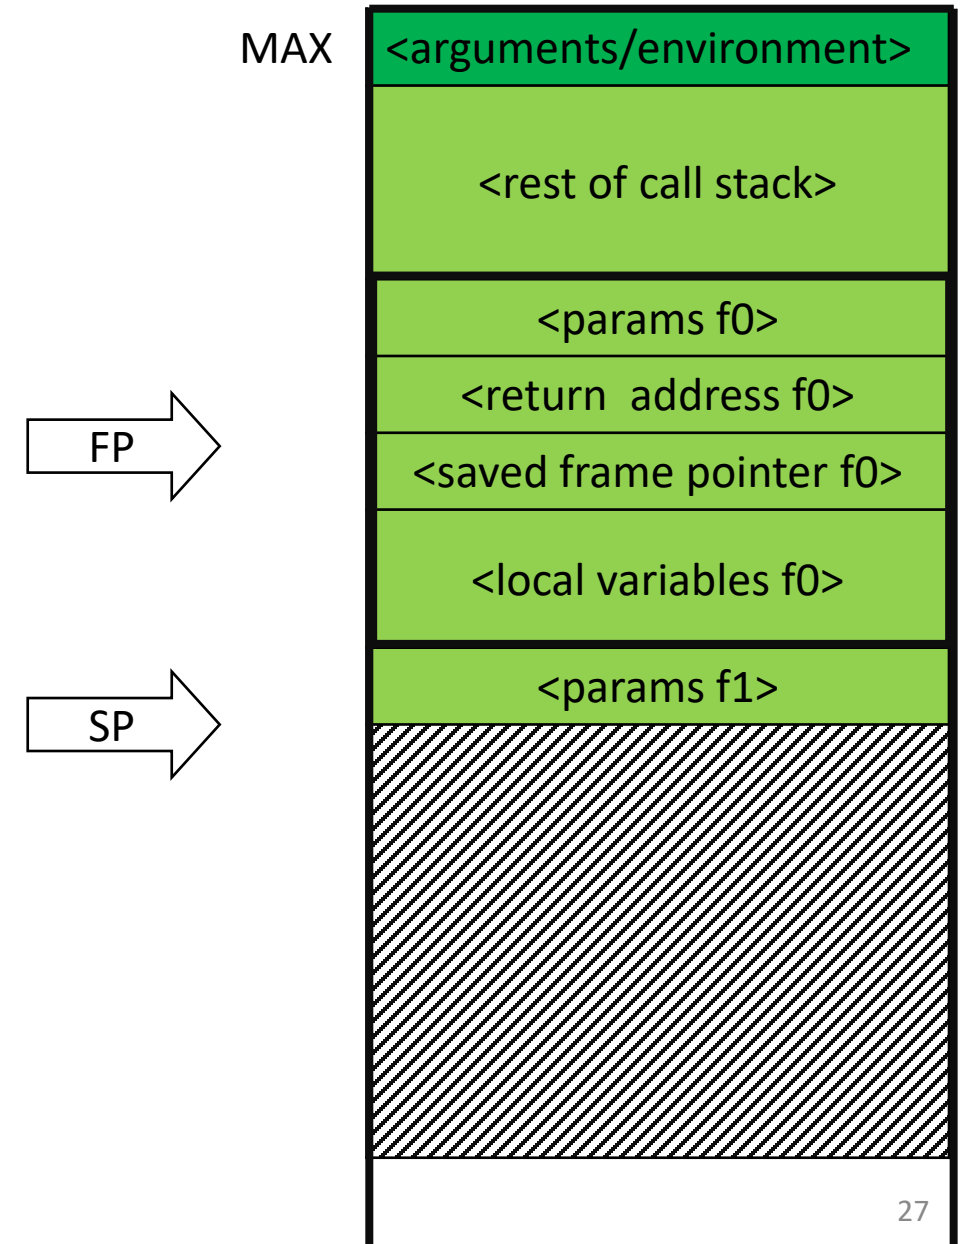 MAX
<arguments/environment>
<rest of call stack>
<params f0>
<return address f0>
FP
<saved frame pointer f0>
<local variables f0>
<params f1>
SP
27